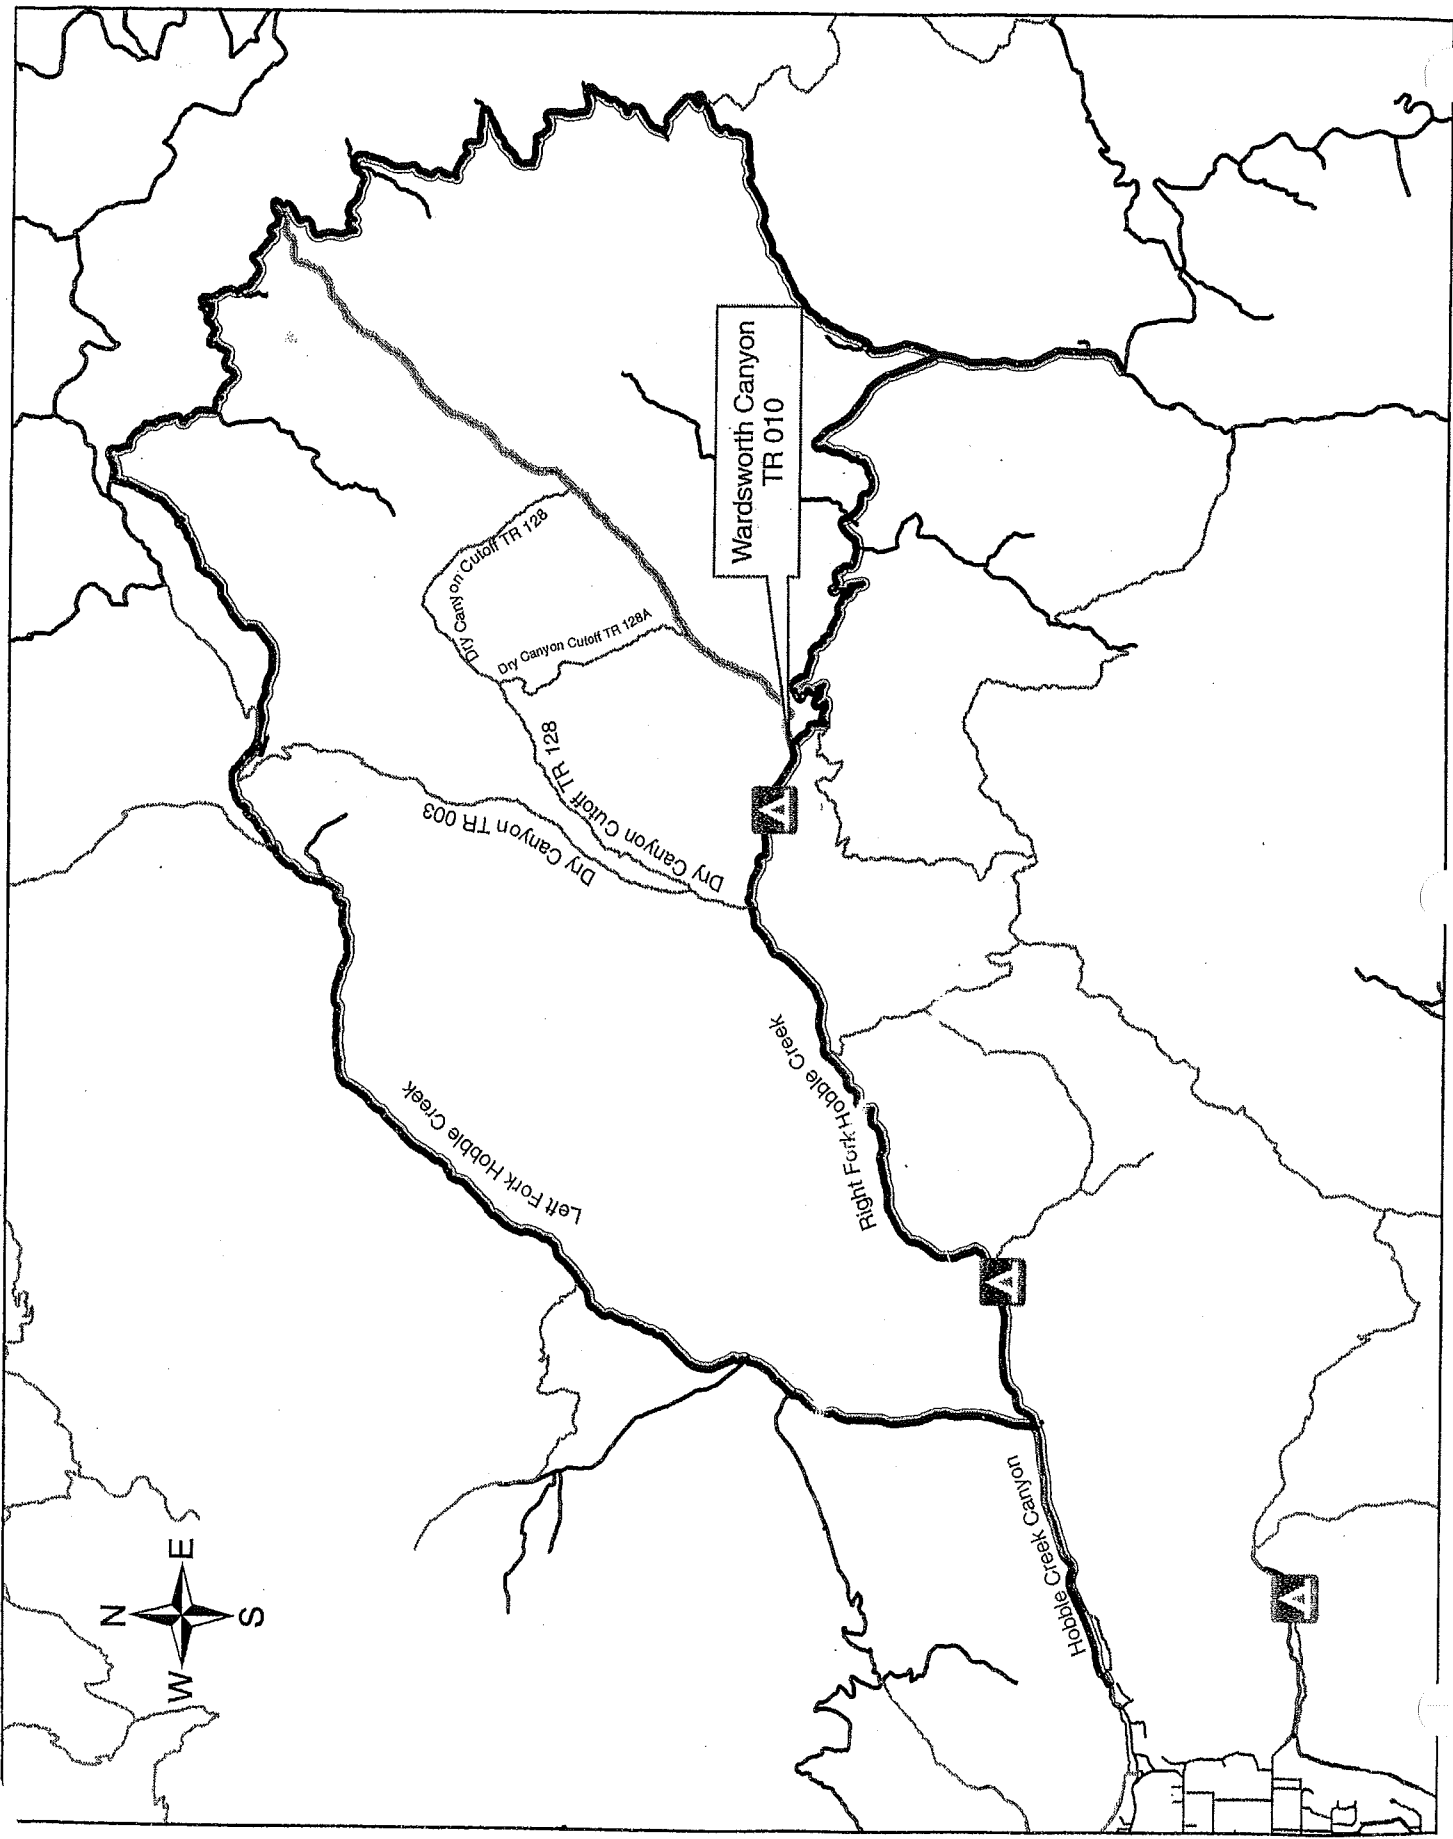 N
W
E
S
Left Fork Hobble Creek
Dry Canyon TR 003
Dry Canyon Cutoff TR 128
Dry Canyon Cutoff TR 128
Dry Canyon Cutoff TR 128A
Wardsworth Canyon
TR 010
Right Fork Hobble Creek
Hobble Creek Canyon